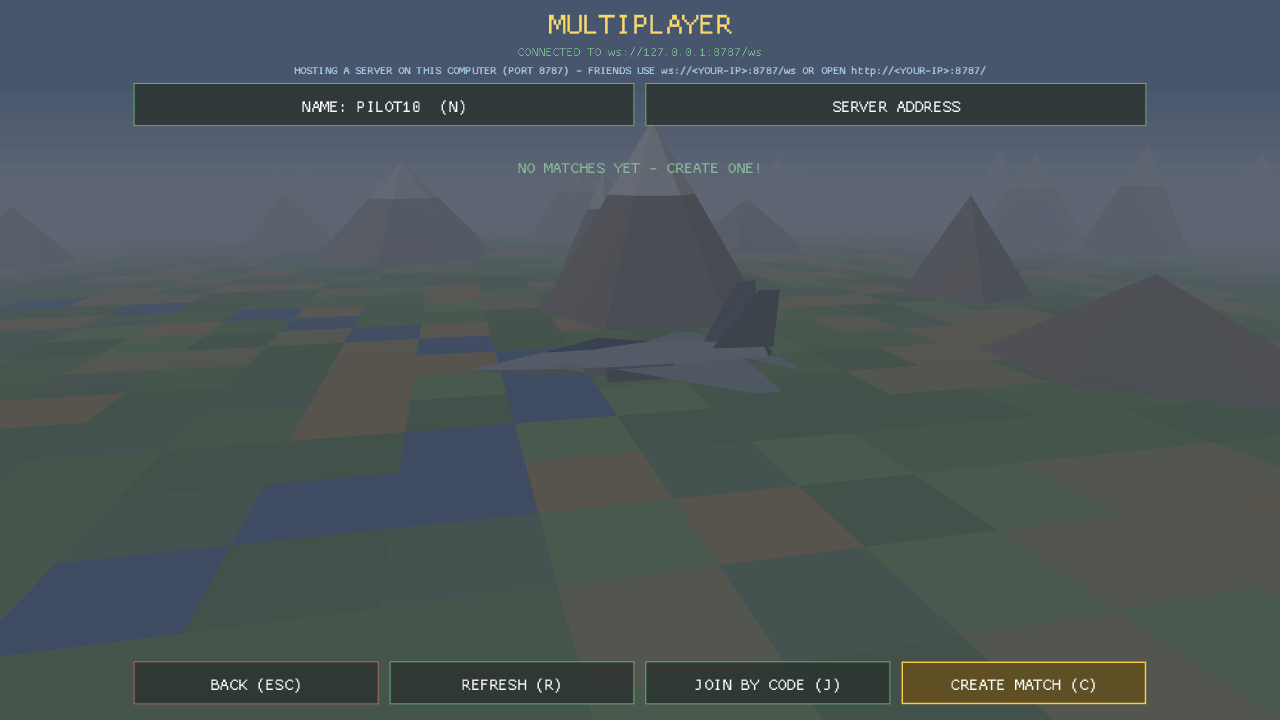 MULTIPLAYER
CONNECTED TO ws://127.0.0.1:8787/ws
HOSTING A SERVER ON THIS COMPUTER (PORT 8787) - FRIENDS USE ws://<YOUR-IP>:8787/ws OR OPEN http://<YOUR-IP>:8787/
NAME: PILOT10 (N)
SERVER ADDRESS
NO MATCHES YET - CREATE ONE!
BACK (ESC)
REFRESH (R)
JOIN BY CODE (J)
CREATE MATCH (C)